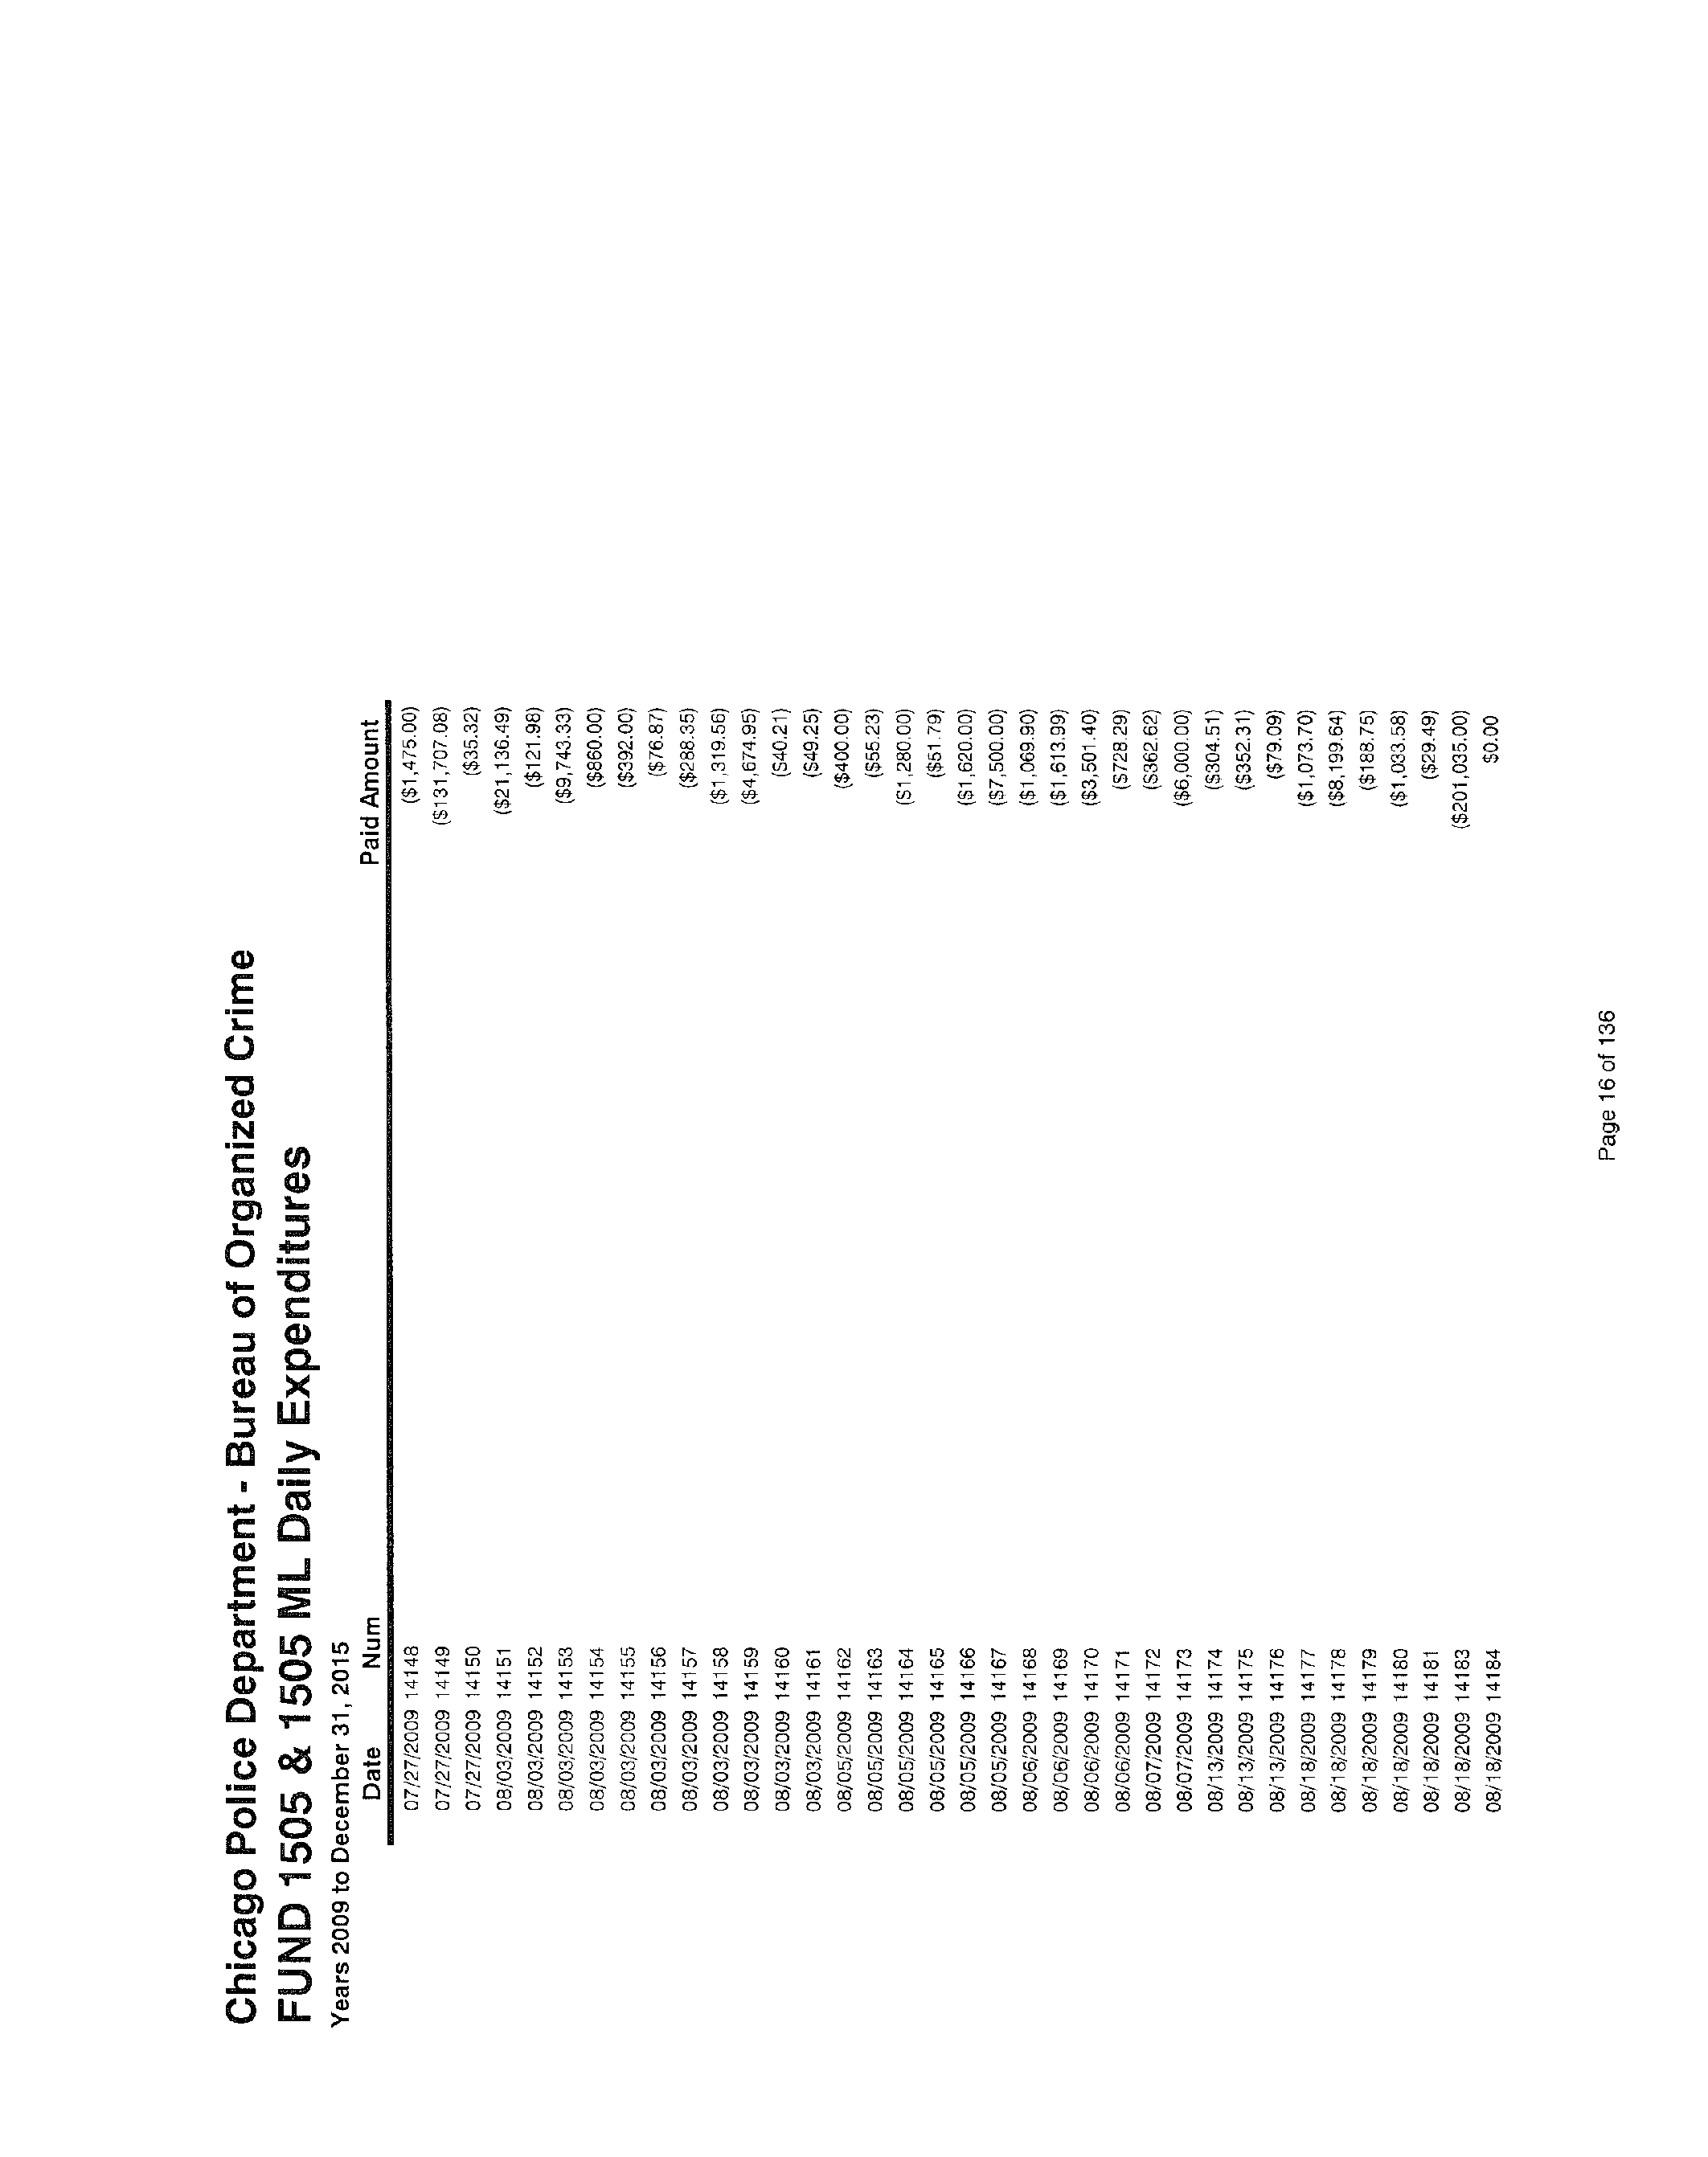 Chicago Police Department - Bureau of Organized Crime
FUND 1505 & 1505 ML Daily Expenditures
Years 2009 to December 31, 2015
Date Num Paid Amount
07/27/2009 14148 ($1,475.00)
07/27/2009 14149 ($131,707.08)
07/27/2009 14150 ($35.32)
08/03/2009 14151 ($21,136.49)
08/03/2009 14152 ($121.98)
08/03/2009 14153 ($9,743.33)
08/03/2009 14154 ($860.00)
08/03/2009 14155 ($392.00)
08/03/2009 14156 ($76.87)
08/03/2009 14157 ($288.35)
08/03/2009 14158 ($1,319.56)
08/03/2009 14159 ($4,674.95)
08/03/2009 14160 ($40.21)
08/03/2009 14161 ($49.25)
08/05/2009 14162 ($400.00)
08/05/2009 14163 ($55.23)
08/05/2009 14164 ($1,280.00)
08/05/2009 14165 ($51.79)
08/05/2009 14166 ($1,620.00)
08/05/2009 14167 ($7,500.00)
08/06/2009 14168 ($1,069.90)
08/06/2009 14169 ($1,613.99)
08/06/2009 14170 ($3,501.40)
08/06/2009 14171 ($728.29)
08/07/2009 14172 ($362.62)
08/07/2009 14173 ($6,000.00)
08/13/2009 14174 ($304.51)
08/13/2009 14175 ($352.31)
08/13/2009 14176 ($79.09)
08/18/2009 14177 ($1,073.70)
08/18/2009 14178 ($8,199.64)
08/18/2009 14179 ($188.75)
08/18/2009 14180 ($1,033.58)
08/18/2009 14181 ($29.49)
08/18/2009 14183 ($201,035.00)
08/18/2009 14184 $0.00
Page 16 of 136